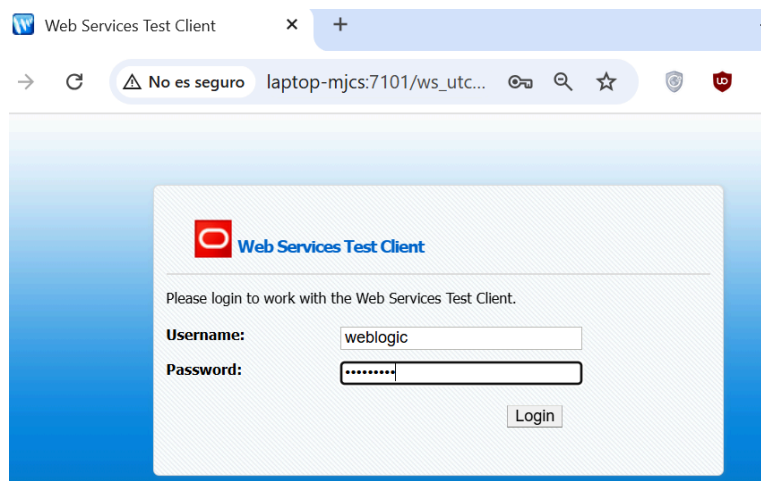 Web Services Test Client
No es seguro laptop-mjcs:7101/ws_utc...
Web Services Test Client
Please login to work with the Web Services Test Client.
Username: weblogic
Password: •••••••••
Login